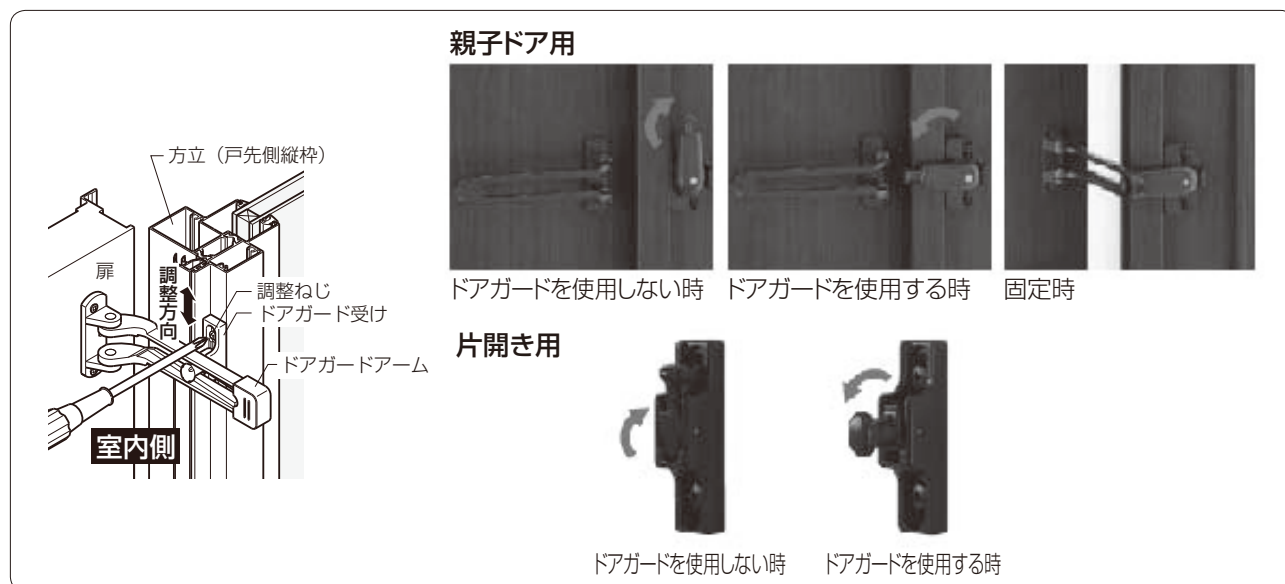 親子ドア用
方立（戸先側縦枠）
扉
調整方向
調整ねじ
ドアガード受け
ドアガードアーム
室内側
ドアガードを使用しない時
ドアガードを使用する時
固定時
片開き用
ドアガードを使用しない時
ドアガードを使用する時